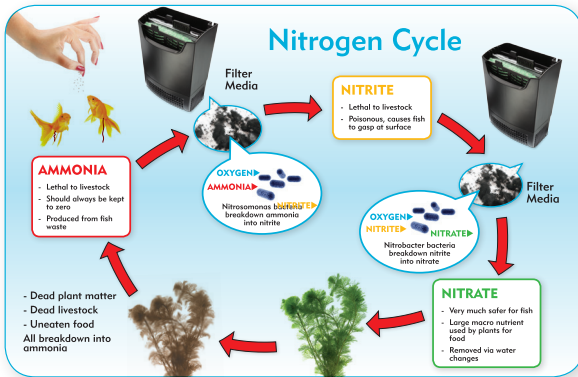 Nitrogen Cycle
Filter
Media
NITRITE
- Lethal to livestock
- Poisonous, causes fish
to gasp at surface
AMMONIA
- Lethal to livestock
- Should always be kept
to zero
- Produced from fish
waste
OXYGEN
AMMONIA
NITRITE
Nitrosomonas bacteria
breakdown ammonia
into nitrite
Filter
Media
OXYGEN
NITRITE
NITRATE
Nitrobacter bacteria
breakdown nitrite
into nitrate
NITRATE
- Very much safer for fish
- Large macro nutrient
used by plants for
food
- Removed via water
changes
- Dead plant matter
- Dead livestock
- Uneaten food
All breakdown into
ammonia